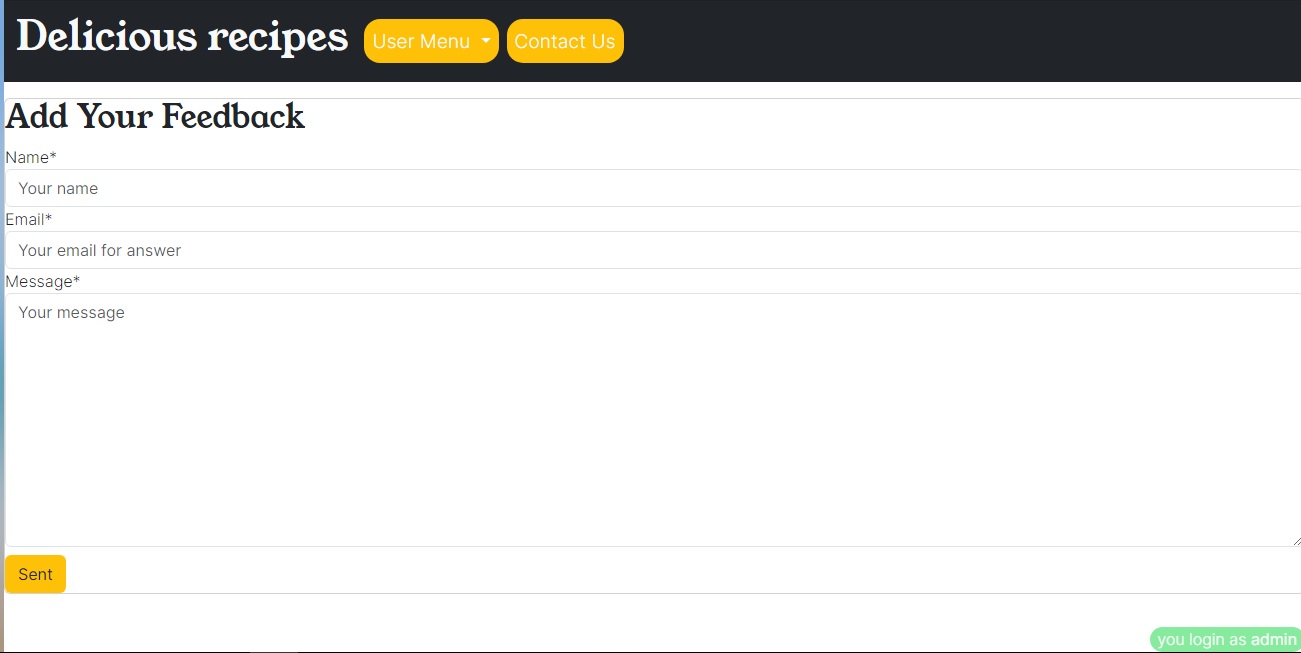 Delicious recipes User Menu Contact Us
Add Your Feedback
Name*
Your name
Email*
Your email for answer
Message*
Your message
Sent
you login as admin